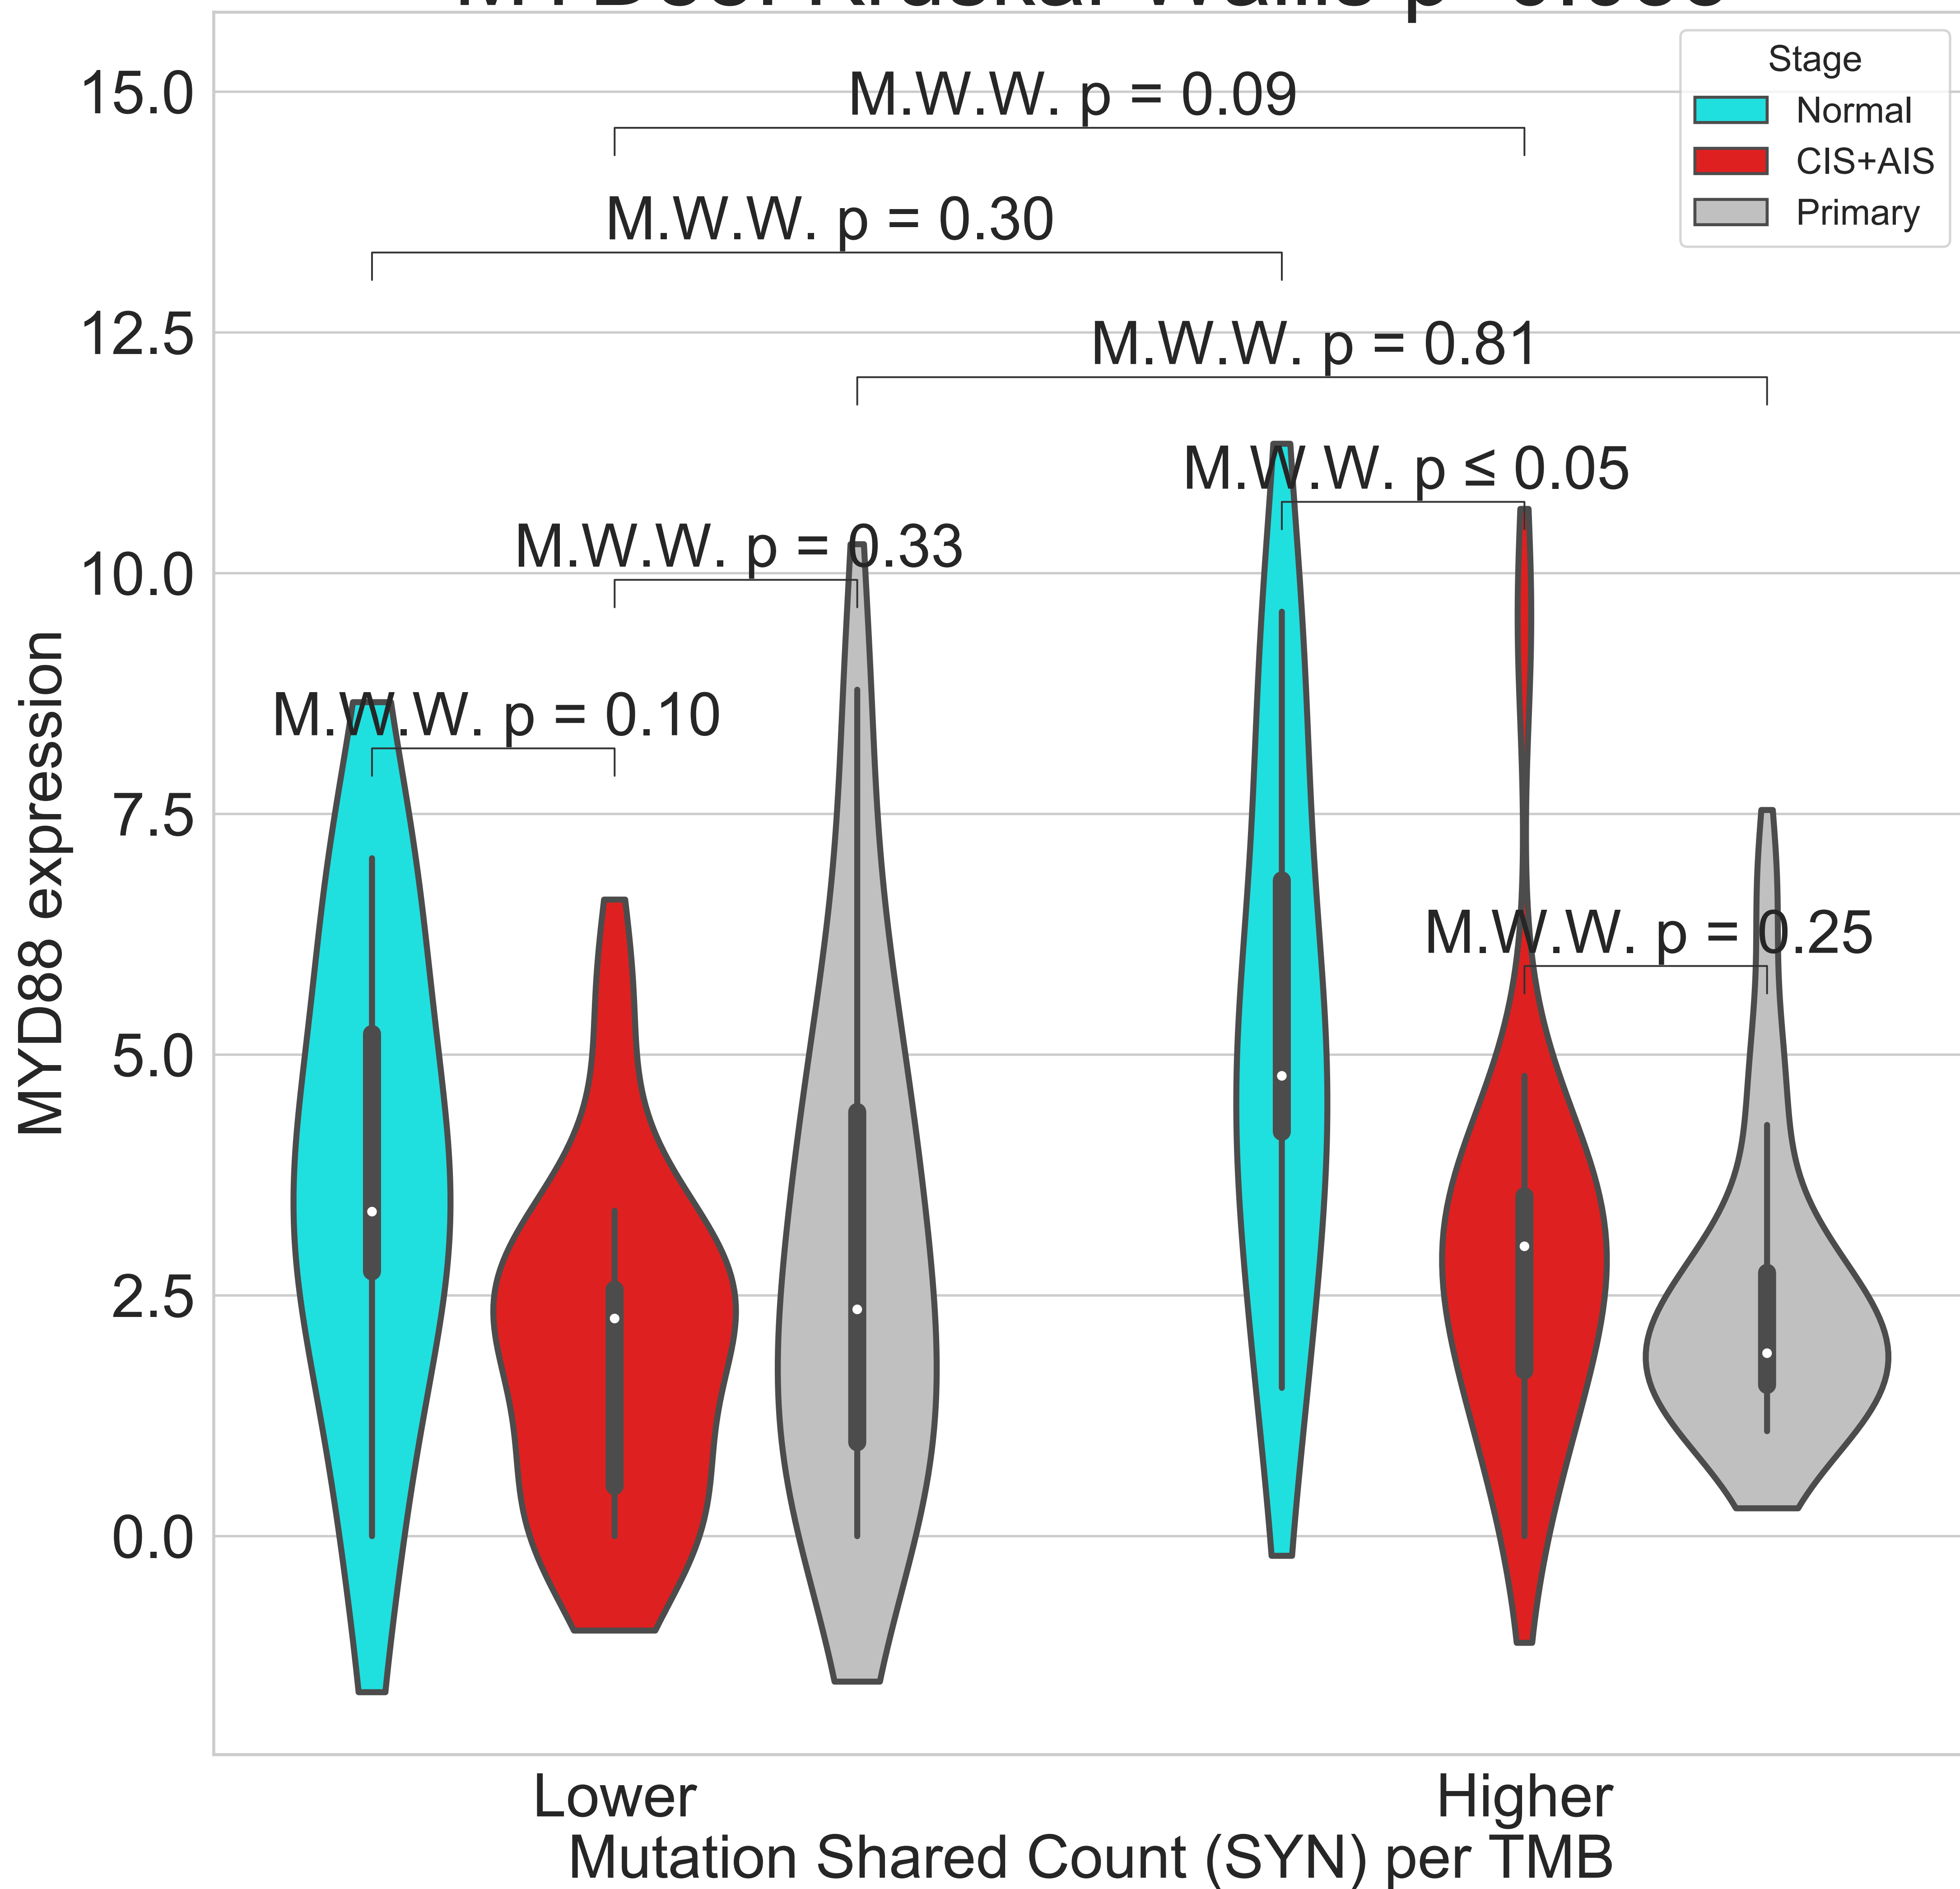 Stage
Normal
CIS+AIS
Primary
M.W.W. p = 0.09
M.W.W. p = 0.30
M.W.W. p = 0.81
M.W.W. p ≤ 0.05
M.W.W. p = 0.33
M.W.W. p = 0.10
M.W.W. p = 0.25
15.0
12.5
10.0
7.5
5.0
2.5
0.0
MYD88 expression
Lower
Higher
Mutation Shared Count (SYN) per TMB